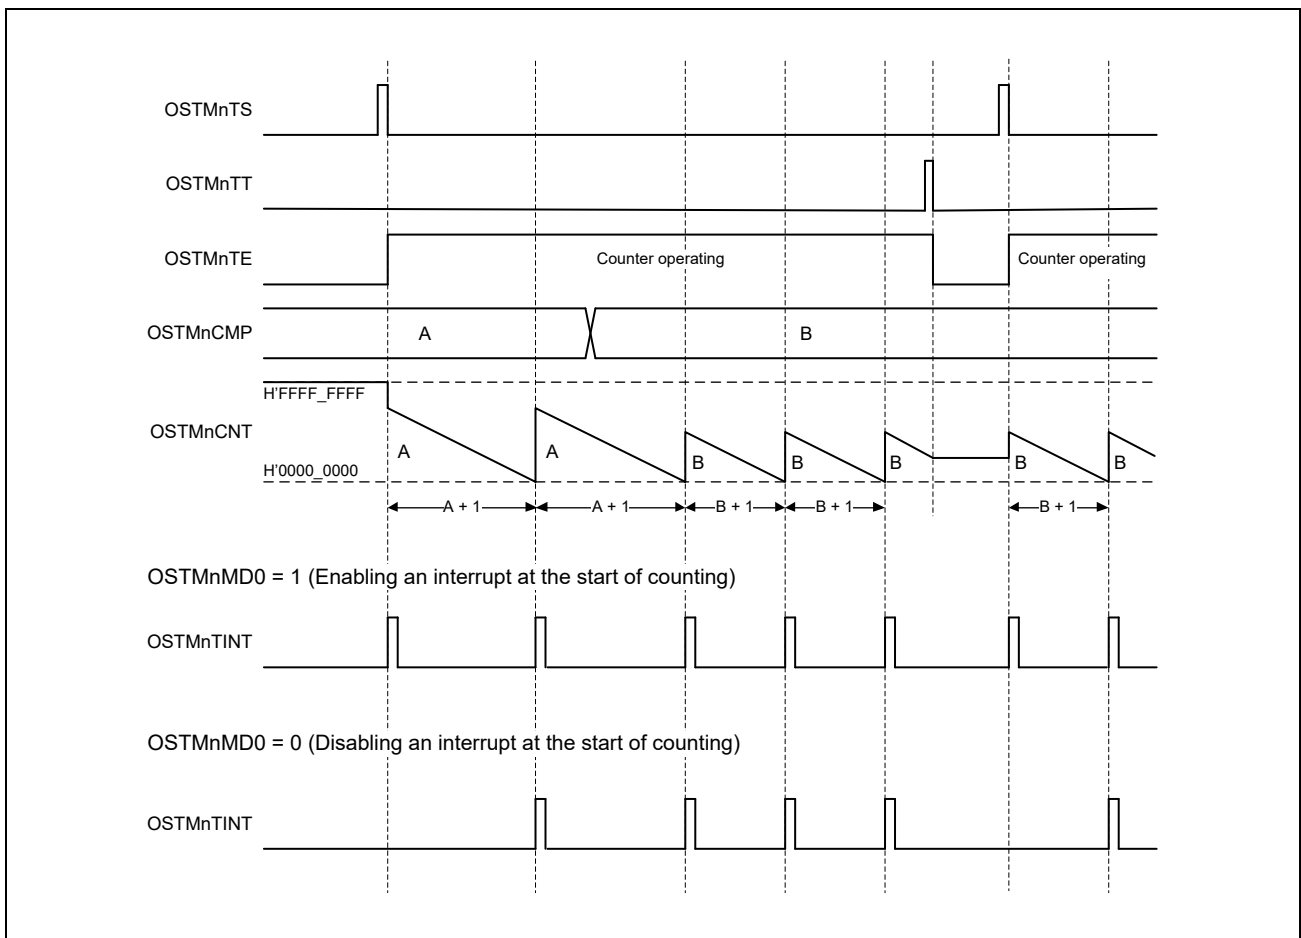 OSTMnTS
OSTMnTT
OSTMnTE
Counter operating
Counter operating
OSTMnCMP
A
B
H'FFFF_FFFF
OSTMnCNT
A
A
B
B
B
B
B
H'0000_0000
A + 1
A + 1
B + 1
B + 1
B + 1
OSTMnMD0 = 1 (Enabling an interrupt at the start of counting)
OSTMnTINT
OSTMnMD0 = 0 (Disabling an interrupt at the start of counting)
OSTMnTINT